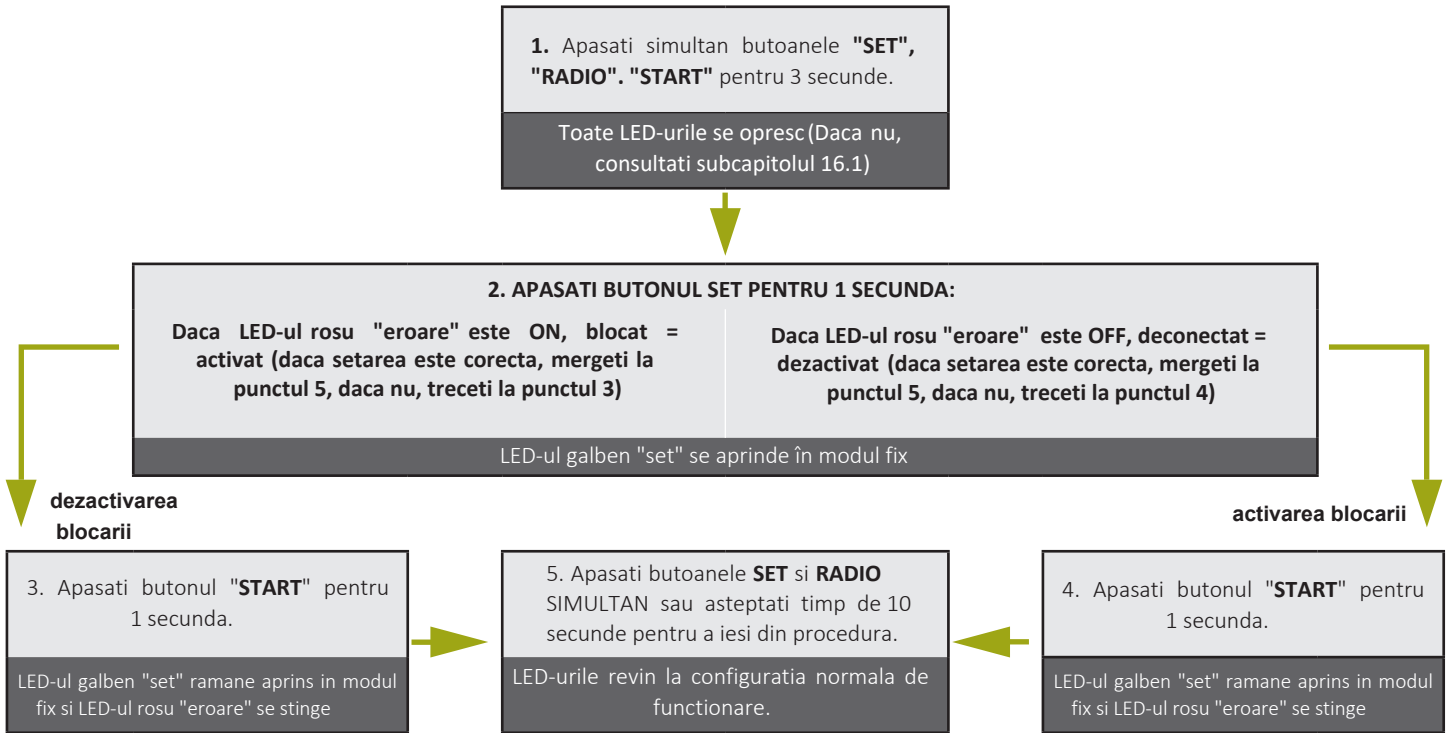 1. Apasati simultan butoanele "SET",
"RADIO". "START" pentru 3 secunde.
Toate LED-urile se opresc (Daca nu,
consultati subcapitolul 16.1)
2. APASATI BUTONUL SET PENTRU 1 SECUNDA:
Daca LED-ul rosu "eroare" este ON, blocat =
activat (daca setarea este corecta, mergeti la
punctul 5, daca nu, treceti la punctul 3)
Daca LED-ul rosu "eroare" este OFF, deconectat =
dezactivat (daca setarea este corecta, mergeti la
punctul 5, daca nu, treceti la punctul 4)
LED-ul galben "set" se aprinde în modul fix
dezactivarea
blocarii
activarea blocarii
3. Apasati butonul "START" pentru
1 secunda.
LED-ul galben "set" ramane aprins in modul
fix si LED-ul rosu "eroare" se stinge
5. Apasati butoanele SET si RADIO
SIMULTAN sau asteptati timp de 10
secunde pentru a iesi din procedura.
LED-urile revin la configuratia normala de
functionare.
4. Apasati butonul "START" pentru
1 secunda.
LED-ul galben "set" ramane aprins in modul
fix si LED-ul rosu "eroare" se stinge